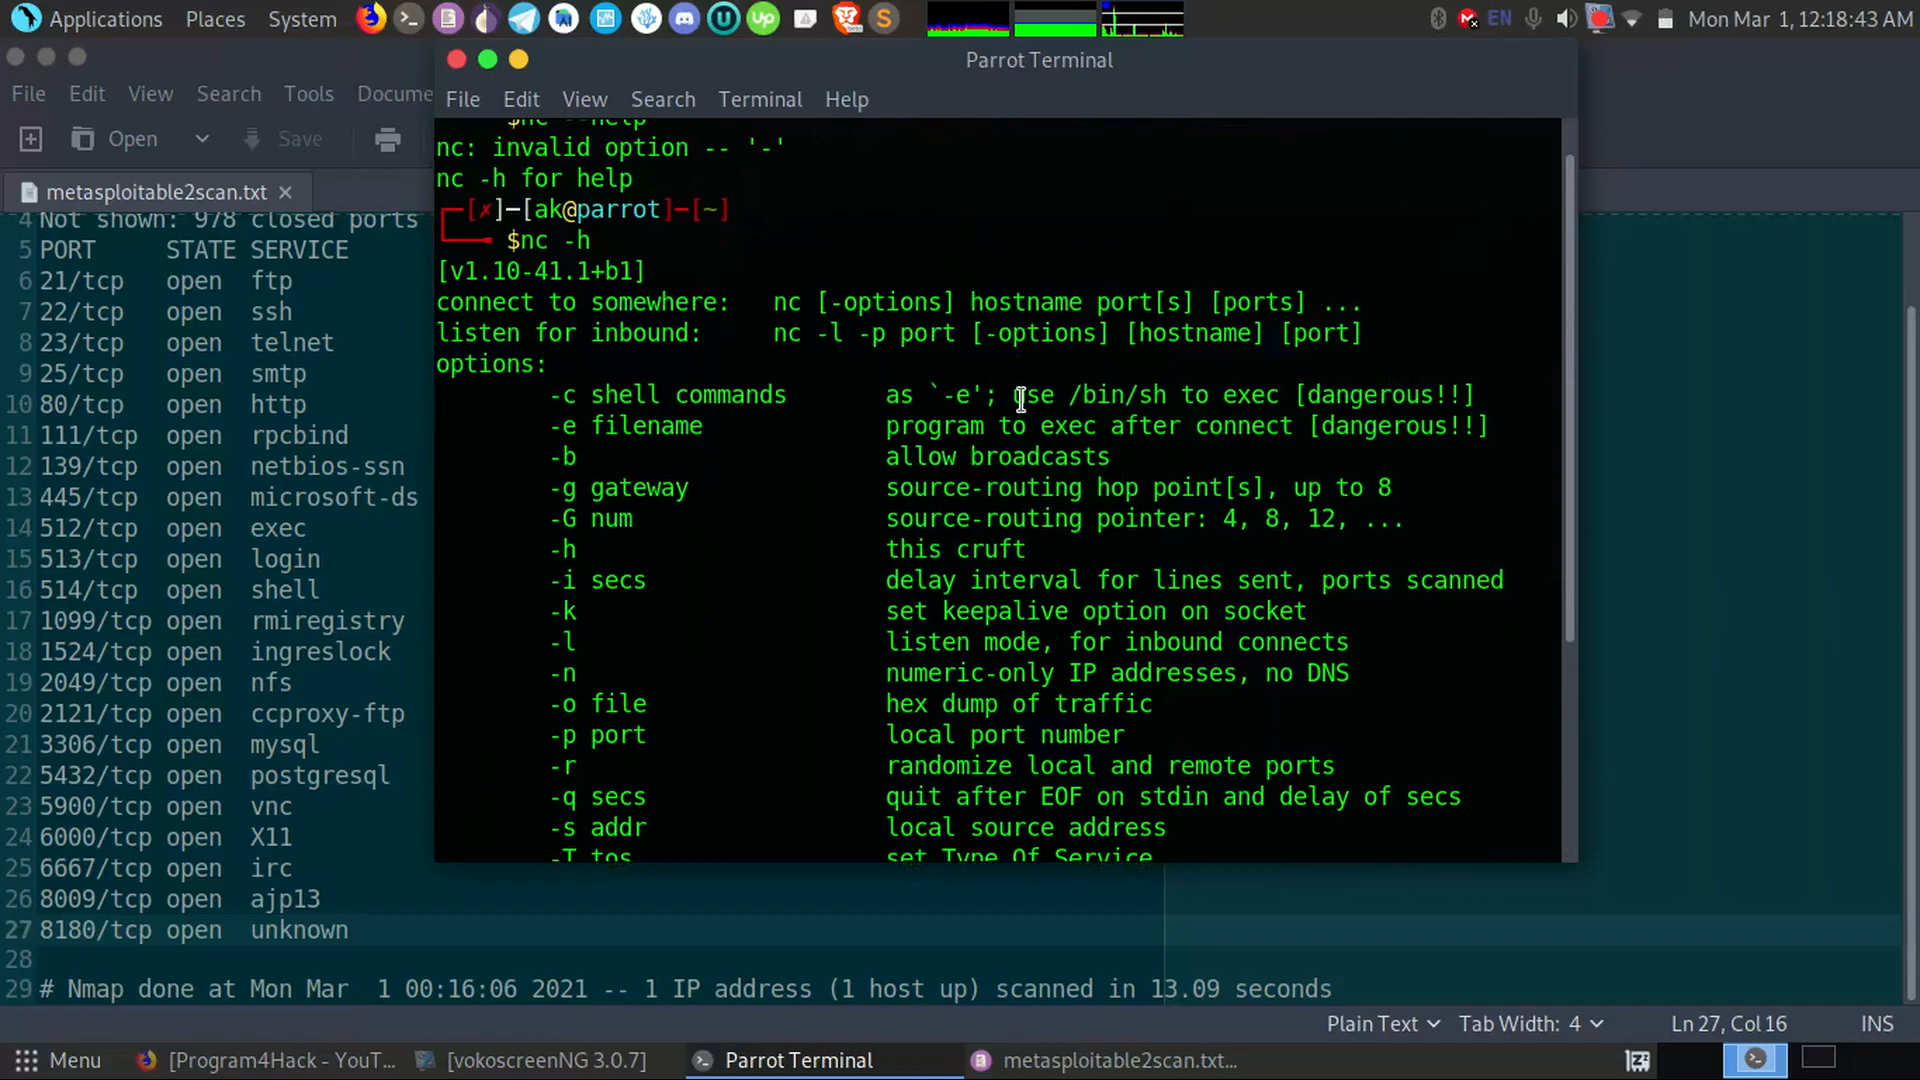 Applications Places System
EN
Mon Mar 1, 12:18:43 AM
File Edit View Search Tools Docume
Open Save
metasploitable2scan.txt
4 Not shown: 978 closed ports
5 PORT STATE SERVICE
6 21/tcp open ftp
7 22/tcp open ssh
8 23/tcp open telnet
9 25/tcp open smtp
10 80/tcp open http
11 111/tcp open rpcbind
12 139/tcp open netbios-ssn
13 445/tcp open microsoft-ds
14 512/tcp open exec
15 513/tcp open login
16 514/tcp open shell
17 1099/tcp open rmiregistry
18 1524/tcp open ingreslock
19 2049/tcp open nfs
20 2121/tcp open ccproxy-ftp
21 3306/tcp open mysql
22 5432/tcp open postgresql
23 5900/tcp open vnc
24 6000/tcp open X11
25 6667/tcp open irc
26 8009/tcp open ajp13
27 8180/tcp open unknown
28
29 # Nmap done at Mon Mar  1 00:16:06 2021 -- 1 IP address (1 host up) scanned in 13.09 seconds
Parrot Terminal
File Edit View Search Terminal Help
$nc --help
nc: invalid option -- '-'
nc -h for help
[✗]-[ak@parrot]-[~]
$nc -h
[v1.10-41.1+b1]
connect to somewhere: nc [-options] hostname port[s] [ports] ...
listen for inbound: nc -l -p port [-options] [hostname] [port]
options:
-c shell commands as `-e'; use /bin/sh to exec [dangerous!!]
-e filename program to exec after connect [dangerous!!]
-b allow broadcasts
-g gateway source-routing hop point[s], up to 8
-G num source-routing pointer: 4, 8, 12, ...
-h this cruft
-i secs delay interval for lines sent, ports scanned
-k set keepalive option on socket
-l listen mode, for inbound connects
-n numeric-only IP addresses, no DNS
-o file hex dump of traffic
-p port local port number
-r randomize local and remote ports
-q secs quit after EOF on stdin and delay of secs
-s addr local source address
-T tos set Type Of Service
Plain Text Tab Width: 4 Ln 27, Col 16 INS
Menu [Program4Hack - YouT... [vokoscreenNG 3.0.7] Parrot Terminal metasploitable2scan.txt...